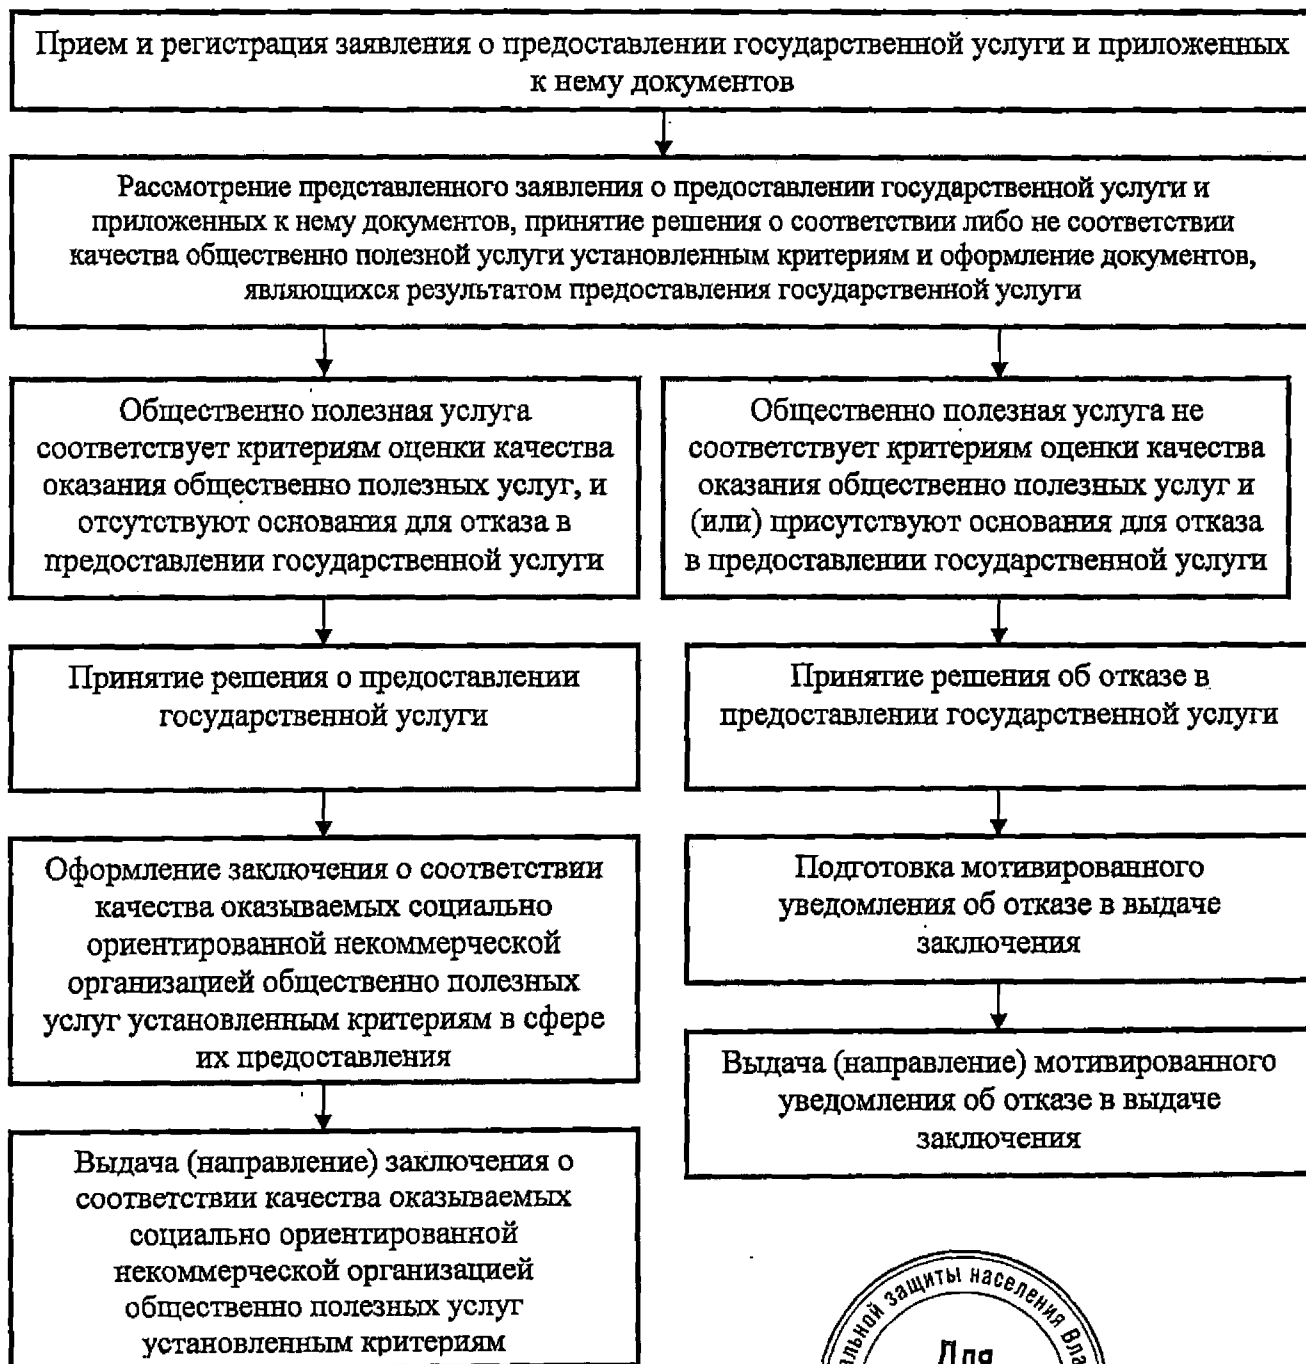 Прием и регистрация заявления о предоставлении государственной услуги и приложенных
к нему документов
Рассмотрение представленного заявления о предоставлении государственной услуги и
приложенных к нему документов, принятие решения о соответствии либо не соответствии
качества общественно полезной услуги установленным критериям и оформление документов,
являющихся результатом предоставления государственной услуги
Общественно полезная услуга
соответствует критериям оценки качества
оказания общественно полезных услуг, и
отсутствуют основания для отказа в
предоставлении государственной услуги
Общественно полезная услуга не
соответствует критериям оценки качества
оказания общественно полезных услуг и
(или) присутствуют основания для отказа
в предоставлении государственной услуги
Принятие решения о предоставлении
государственной услуги
Принятие решения об отказе в
предоставлении государственной услуги
Оформление заключения о соответствии
качества оказываемых социально
ориентированной некоммерческой
организацией общественно полезных
услуг установленным критериям в сфере
их предоставления
Подготовка мотивированного
уведомления об отказе в выдаче
заключения
Выдача (направление) мотивированного
уведомления об отказе в выдаче
заключения
Выдача (направление) заключения о
соответствии качества оказываемых
социально ориентированной
некоммерческой организацией
общественно полезных услуг
установленным критериям
защиты населения
Для